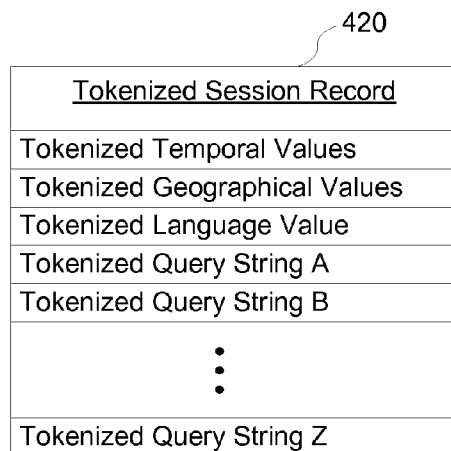 420
Tokenized Session Record
Tokenized Temporal Values
Tokenized Geographical Values
Tokenized Language Value
Tokenized Query String A
Tokenized Query String B
Tokenized Query String Z